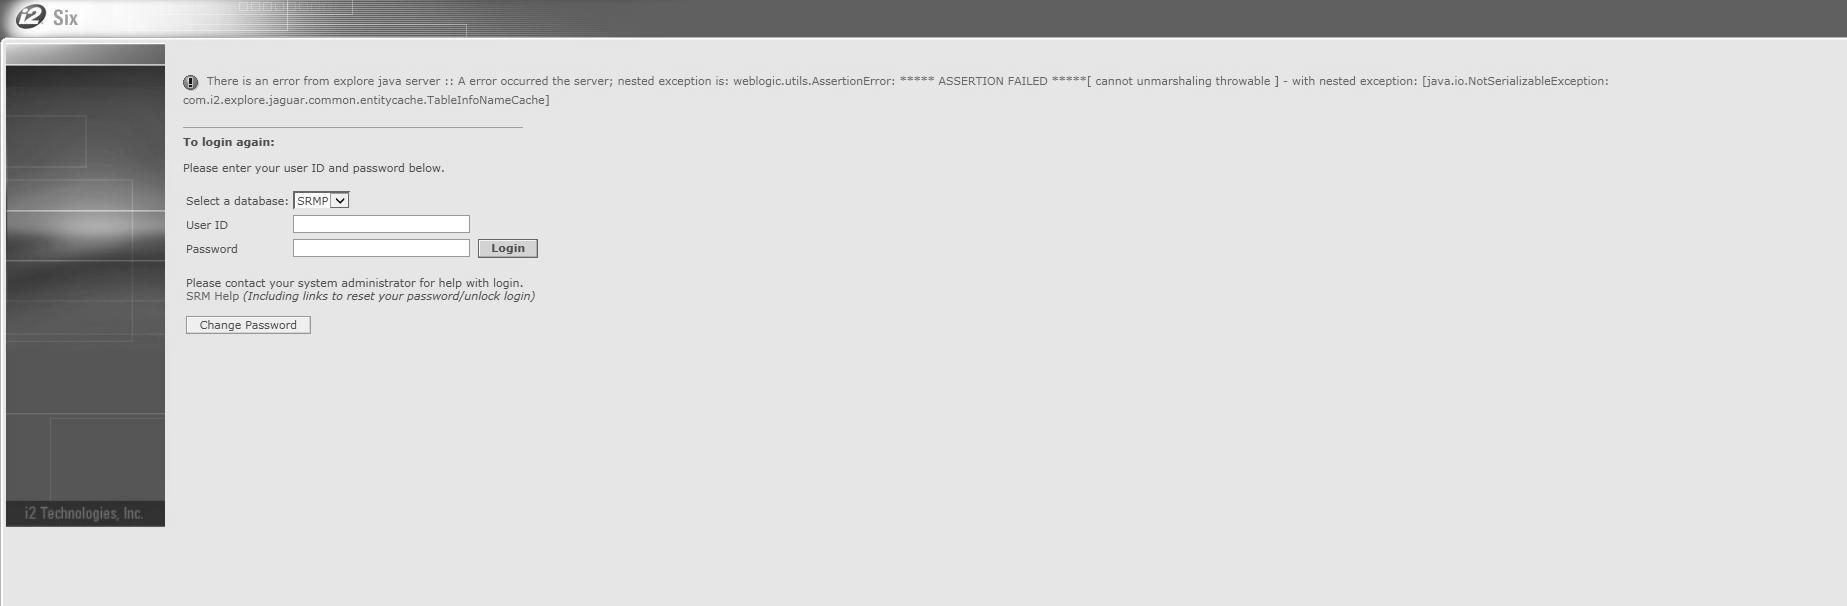 i2 Six
There is an error from explore java server :: A error occurred the server; nested exception is: weblogic.utils.AssertionError: ***** ASSERTION FAILED *****[ cannot unmarshaling throwable ] - with nested exception: [java.io.NotSerializableException:
com.i2.explore.jaguar.common.entitycache.TableInfoNameCache]
To login again:
Please enter your user ID and password below.
Select a database: SRMP
User ID
Password Login
Please contact your system administrator for help with login.
SRM Help (Including links to reset your password/unlock login)
Change Password
i2 Technologies, Inc.